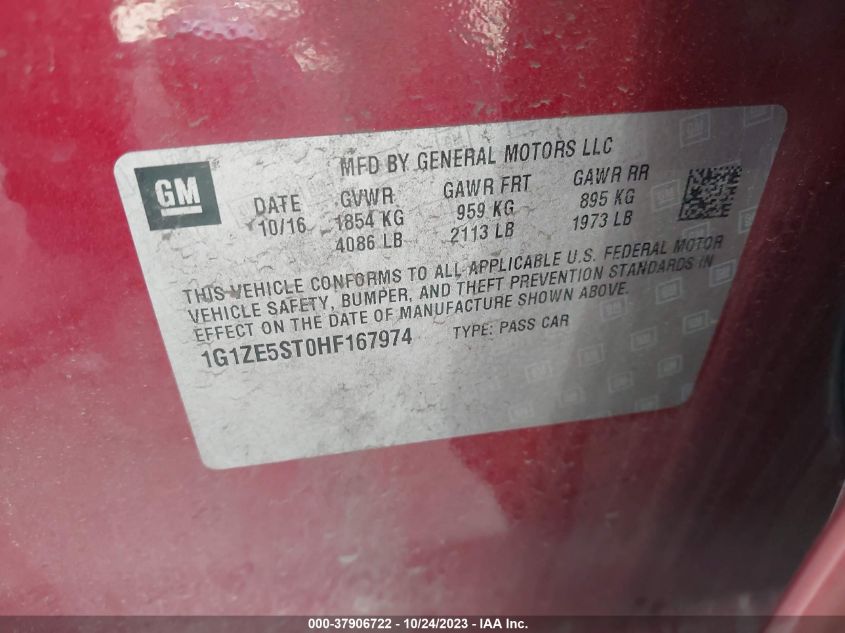 GM
MFD BY GENERAL MOTORS LLC
DATE GVWR GAWR FRT GAWR RR
10/16 1854 KG 959 KG 895 KG
4086 LB 2113 LB 1973 LB
THIS VEHICLE CONFORMS TO ALL APPLICABLE U.S. FEDERAL MOTOR
VEHICLE SAFETY, BUMPER, AND THEFT PREVENTION STANDARDS IN
EFFECT ON THE DATE OF MANUFACTURE SHOWN ABOVE.
1G1ZE5ST0HF167974 TYPE: PASS CAR
000-37906722 - 10/24/2023 - IAA Inc.